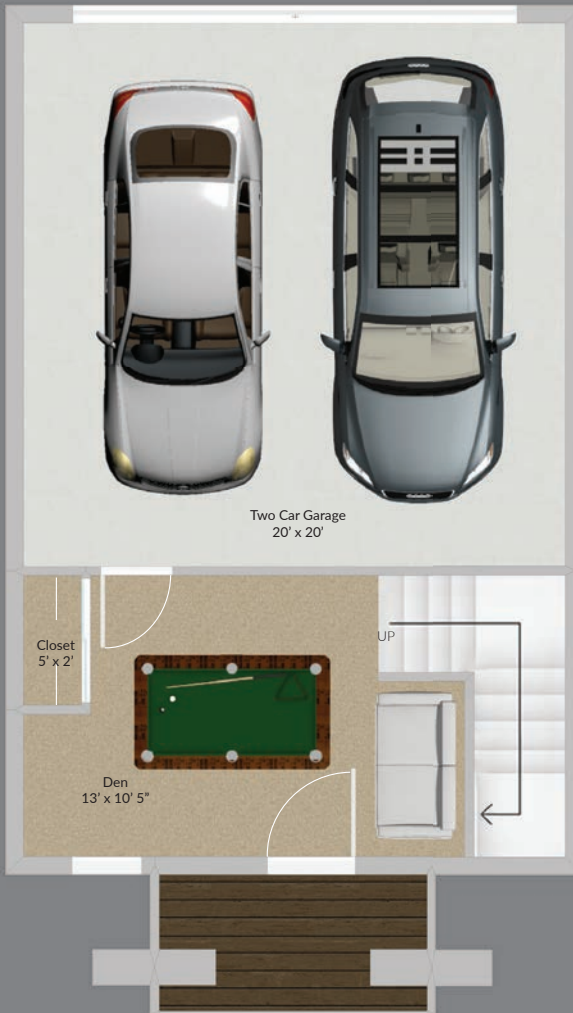 Two Car Garage
20’ x 20’
UP
Closet
5’ x 2’
Den
13’ x 10’ 5”